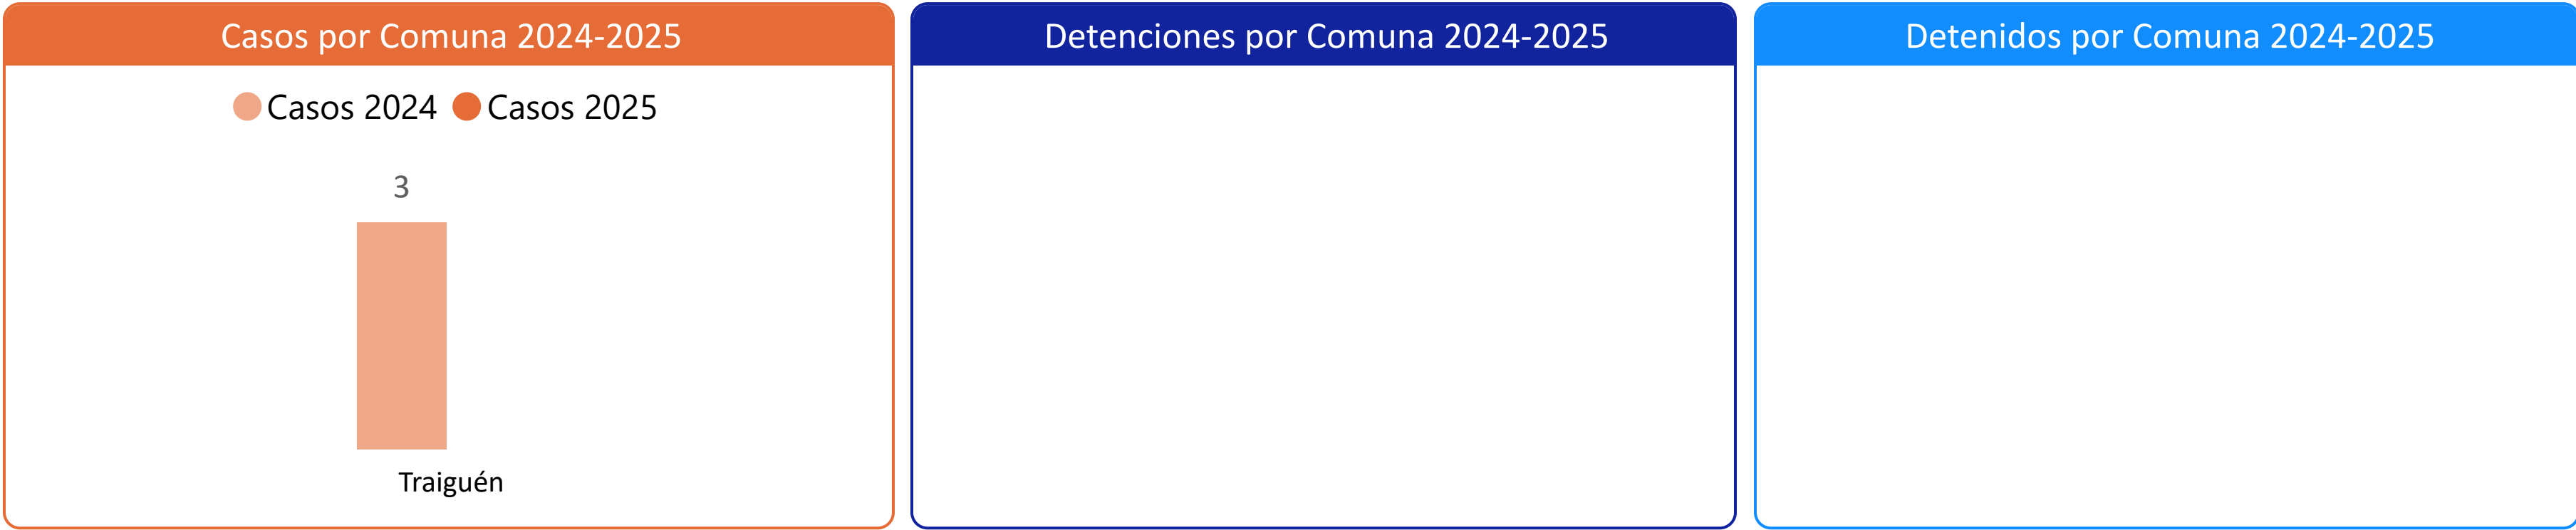 Casos por Comuna 2024-2025
Casos 2024 Casos 2025
3
Traiguén
Detenciones por Comuna 2024-2025
Detenidos por Comuna 2024-2025